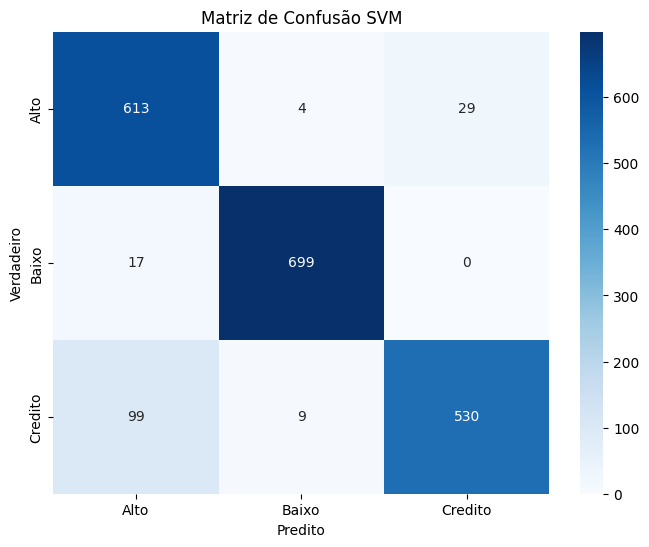 Matriz de Confusão SVM
Verdadeiro
Alto
Baixo
Credito
613 4 29
17 699 0
99 9 530
Alto Baixo Credito
Predito
600
500
400
300
200
100
0